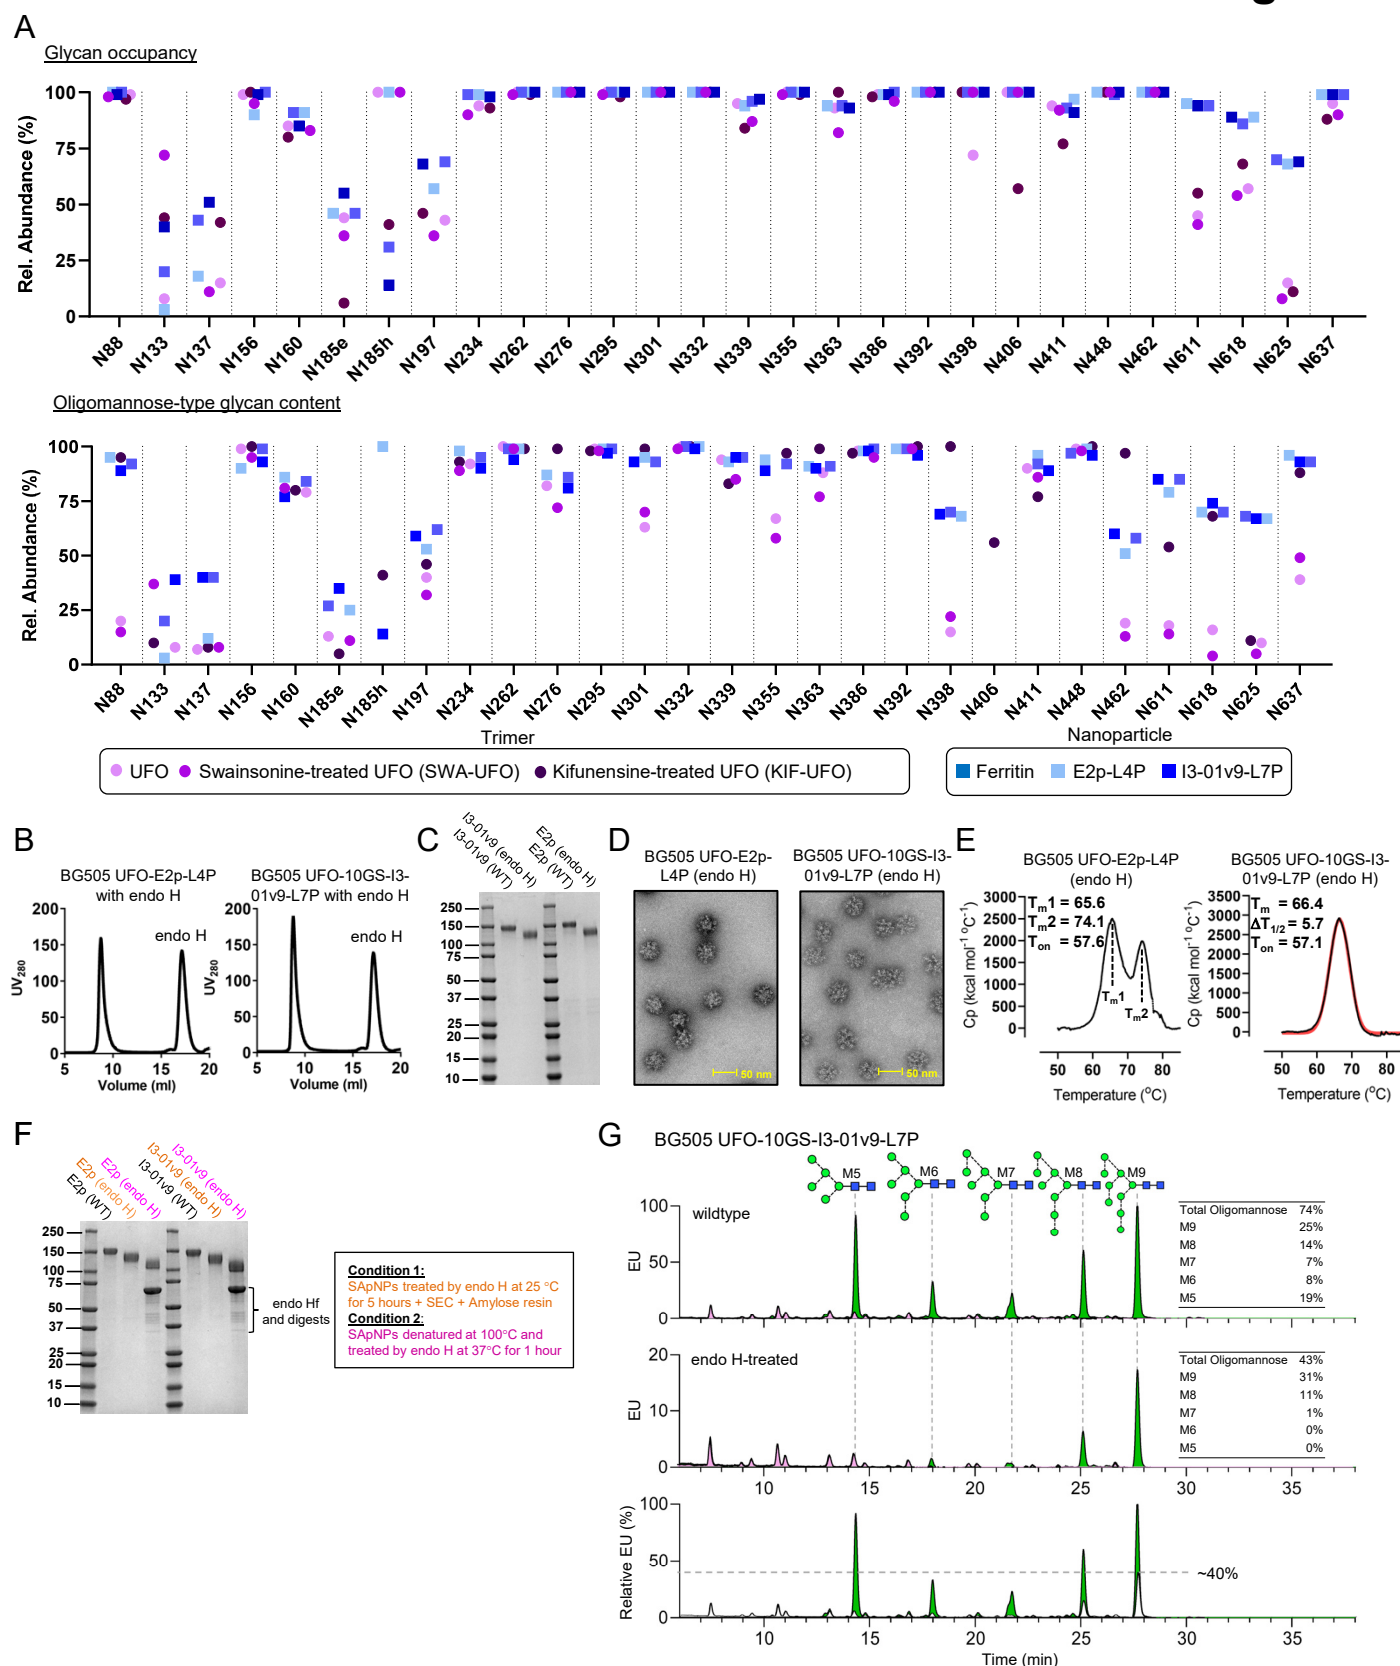 A
Glycan occupancy
Rel. Abundance (%)
100
75
50
25
0
N88 N133 N137 N156 N160 N185e N185h N197 N234 N262 N276 N295 N301 N332 N339 N355 N363 N386 N392 N398 N406 N411 N448 N462 N611 N618 N625 N637
Oligomannose-type glycan content
Rel. Abundance (%)
100
75
50
25
0
N88 N133 N137 N156 N160 N185e N185h N197 N234 N262 N276 N295 N301 N332 N339 N355 N363 N386 N392 N398 N406 N411 N448 N462 N611 N618 N625 N637
Trimer
Nanoparticle
UFO Swainsonine-treated UFO (SWA-UFO) Kifunensine-treated UFO (KIF-UFO)
Ferritin E2p-L4P I3-01v9-L7P
B
BG505 UFO-E2p-L4P
with endo H
UV280
200
150
100
50
0
endo H
5 10 15 20
Volume (ml)
BG505 UFO-10GS-I3-
01v9-L7P with endo H
UV280
200
150
100
50
0
endo H
5 10 15 20
Volume (ml)
C
I3-01v9 (WT)
I3-01v9 (endo H)
E2p (WT)
E2p (endo H)
250
150
100
75
50
37
25
20
15
10
D
BG505 UFO-E2p-
L4P (endo H)
50 nm
BG505 UFO-10GS-I3-
01v9-L7P (endo H)
50 nm
E
BG505 UFO-E2p-L4P
(endo H)
Cp (kcal mol-1 oC-1)
3000
2500
2000
1500
1000
500
0
Tm1 = 65.6
Tm2 = 74.1
Ton = 57.6
Tm1
Tm2
50 60 70 80
Temperature (oC)
BG505 UFO-10GS-I3-
01v9-L7P (endo H)
Cp (kcal mol-1 oC-1)
3500
3000
2500
2000
1500
1000
500
0
Tm = 66.4
ΔT1/2 = 5.7
Ton = 57.1
50 60 70 80
Temperature (oC)
F
E2p (WT)
E2p (endo H)
E2p (endo H)
I3-01v9 (WT)
I3-01v9 (endo H)
I3-01v9 (endo H)
250
150
100
75
50
37
25
20
15
10
endo Hf
and digests
Condition 1:
SApNPs treated by endo H at 25 °C
for 5 hours + SEC + Amylose resin
Condition 2:
SApNPs denatured at 100°C and
treated by endo H at 37°C for 1 hour
G
BG505 UFO-10GS-I3-01v9-L7P
M5 M6 M7 M8 M9
wildtype
EU
100
50
0
Total Oligomannose 74%
M9 25%
M8 14%
M7 7%
M6 8%
M5 19%
endo H-treated
EU
20
10
0
Total Oligomannose 43%
M9 31%
M8 11%
M7 1%
M6 0%
M5 0%
10 15 20 25 30 35
Relative EU (%)
100
50
0
~40%
10 15 20 25 30 35
Time (min)